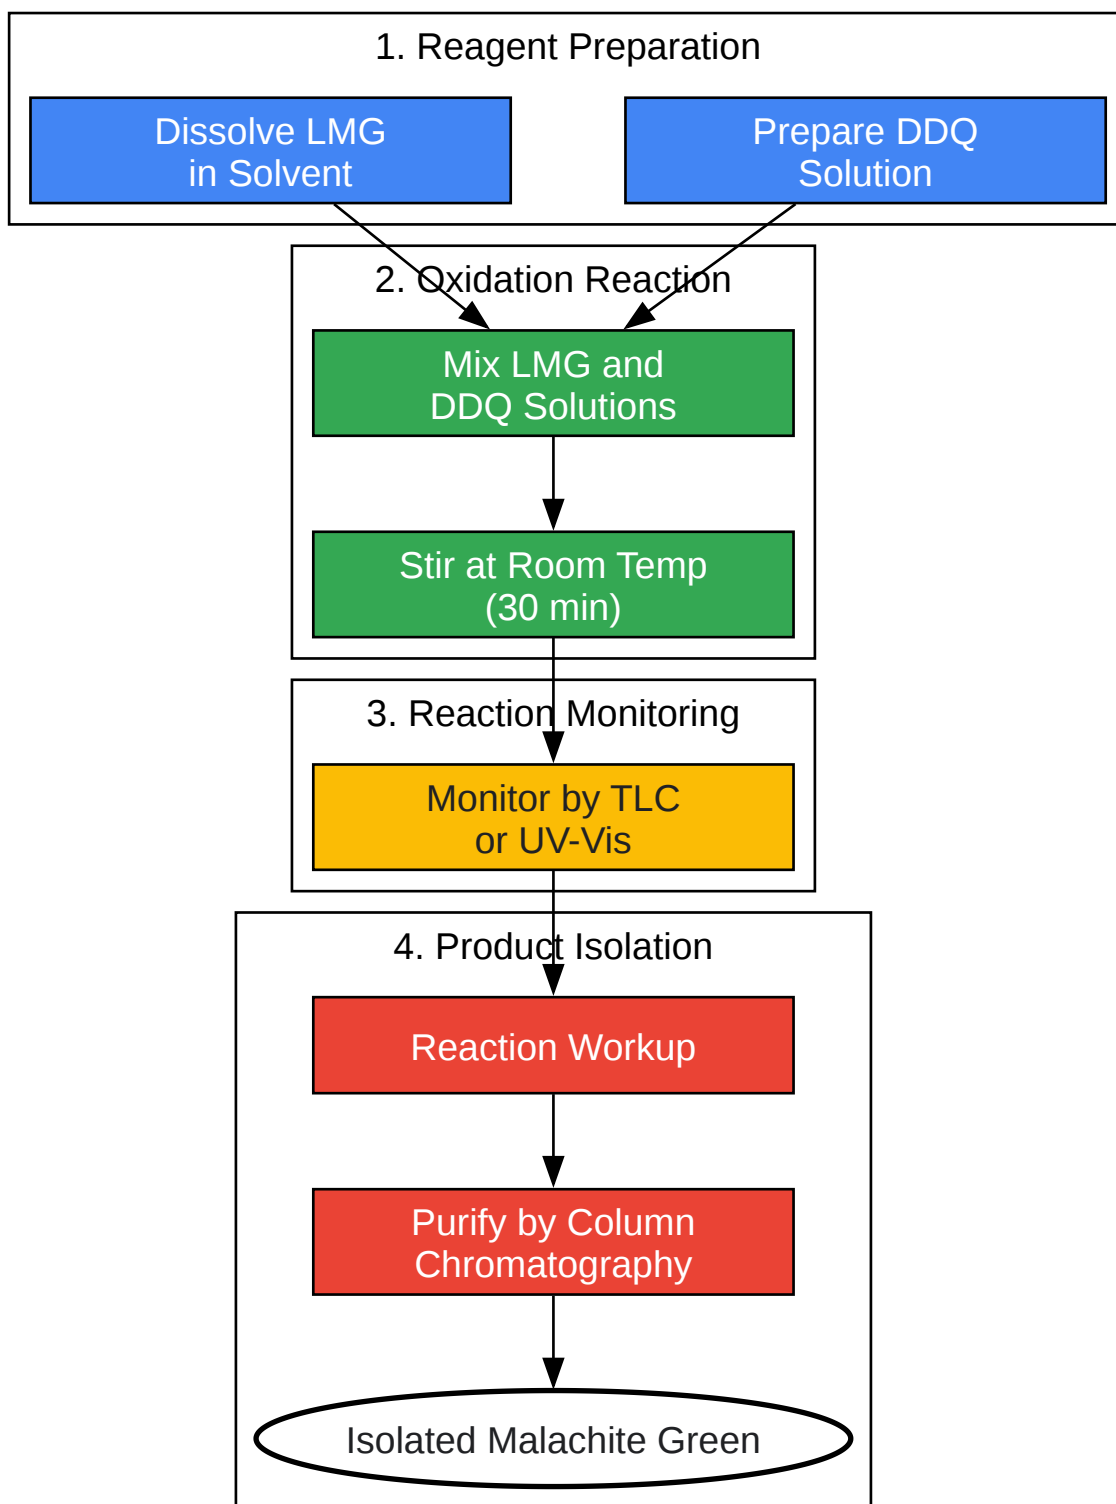 1. Reagent Preparation
Dissolve LMG
in Solvent
Prepare DDQ
Solution
2. Oxidation Reaction
Mix LMG and
DDQ Solutions
Stir at Room Temp
(30 min)
3. Reaction Monitoring
Monitor by TLC
or UV-Vis
4. Product Isolation
Reaction Workup
Purify by Column
Chromatography
Isolated Malachite Green